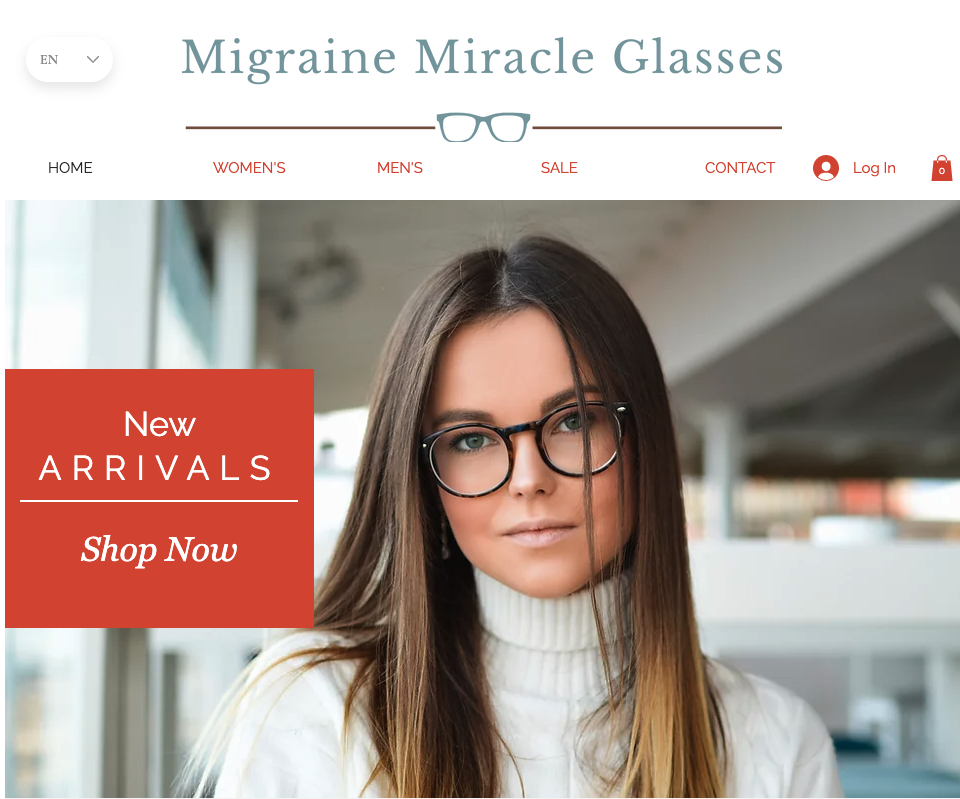 EN
Migraine Miracle Glasses
HOME WOMEN'S MEN'S SALE CONTACT Log In 0
New
ARRIVALS
Shop Now